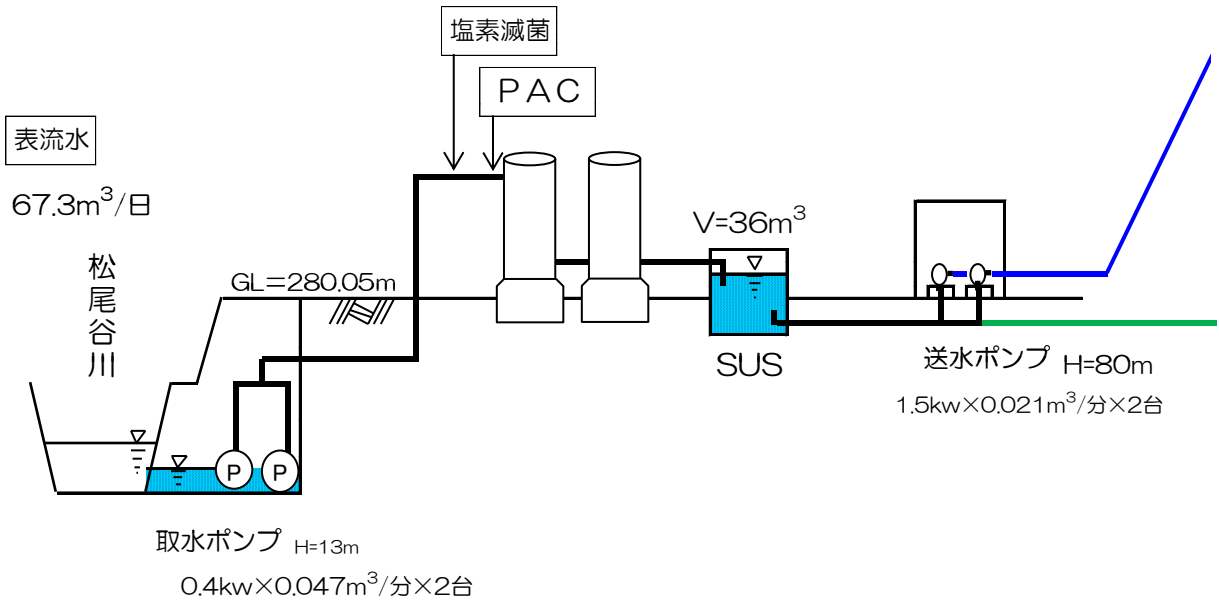 塩素滅菌
PAC
表流水
67.3m³/日
松尾谷川
GL=280.05m
V=36m³
SUS
送水ポンプ H=80m
1.5kw×0.021m³/分×2台
P P
取水ポンプ H=13m
0.4kw×0.047m³/分×2台